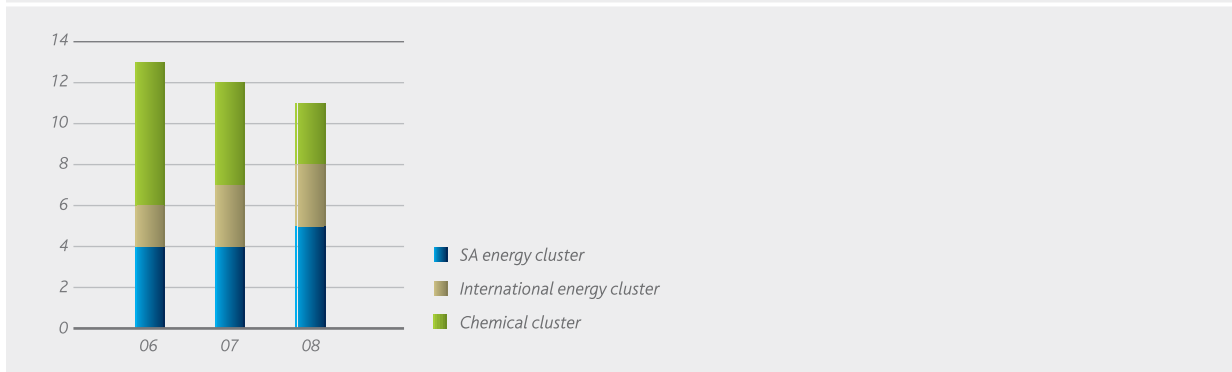 14
12
10
8
6
4
2
0
06 07 08
SA energy cluster
International energy cluster
Chemical cluster